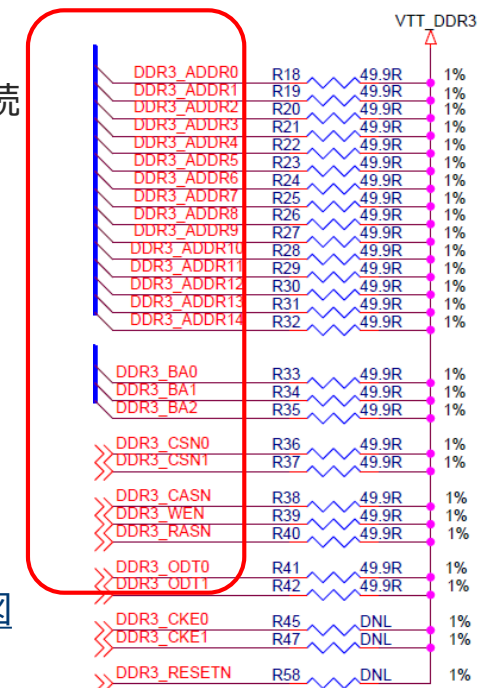 VTT_DDR3
DDR3_ADDR0 R18 49.9R 1%
続
DDR3_ADDR1 R19 49.9R 1%
DDR3_ADDR2 R20 49.9R 1%
DDR3_ADDR3 R21 49.9R 1%
DDR3_ADDR4 R22 49.9R 1%
DDR3_ADDR5 R23 49.9R 1%
DDR3_ADDR6 R24 49.9R 1%
DDR3_ADDR7 R25 49.9R 1%
DDR3_ADDR8 R26 49.9R 1%
DDR3_ADDR9 R27 49.9R 1%
DDR3_ADDR10 R28 49.9R 1%
DDR3_ADDR11 R29 49.9R 1%
DDR3_ADDR12 R30 49.9R 1%
DDR3_ADDR13 R31 49.9R 1%
DDR3_ADDR14 R32 49.9R 1%
DDR3_BA0 R33 49.9R 1%
DDR3_BA1 R34 49.9R 1%
DDR3_BA2 R35 49.9R 1%
DDR3_CSN0 R36 49.9R 1%
DDR3_CSN1 R37 49.9R 1%
DDR3_CASN R38 49.9R 1%
DDR3_WEN R39 49.9R 1%
DDR3_RASN R40 49.9R 1%
DDR3_ODT0 R41 49.9R 1%
DDR3_ODT1 R42 49.9R 1%
図
DDR3_CKE0 R45 DNL 1%
DDR3_CKE1 R47 DNL 1%
DDR3_RESETN R58 DNL 1%